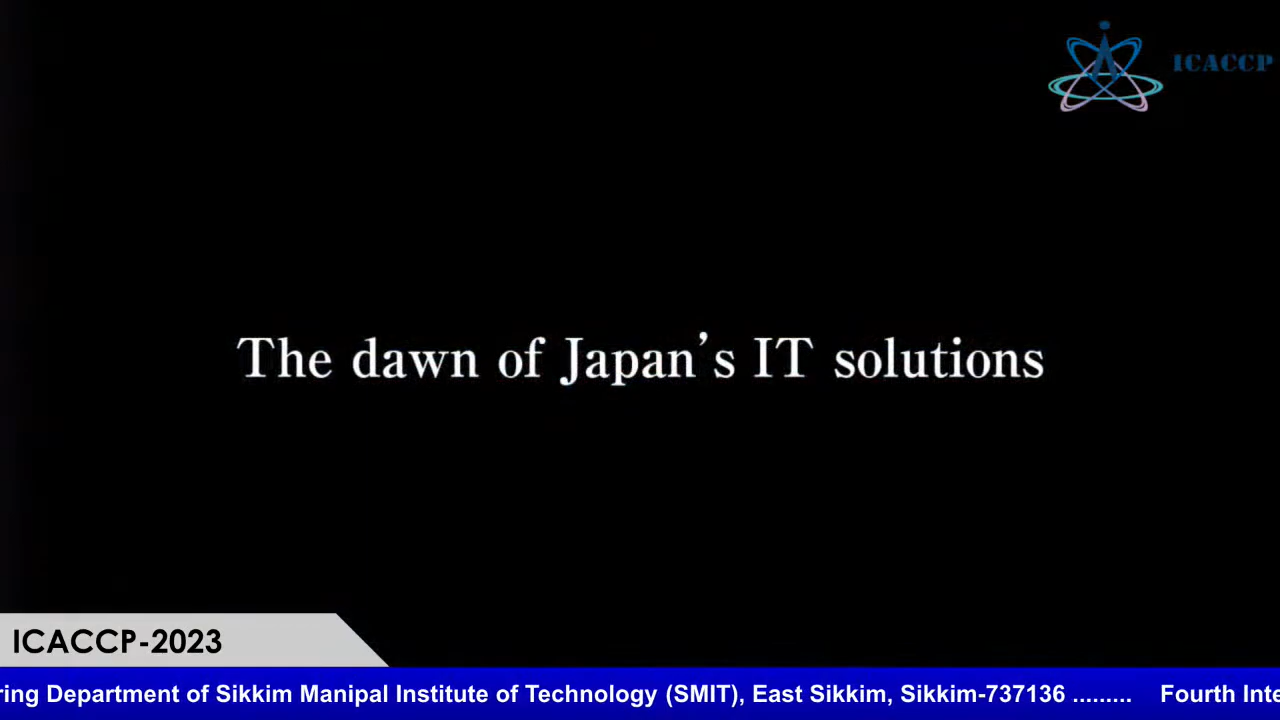 ICACCP
The dawn of Japan’s IT solutions
ICACCP-2023
ring Department of Sikkim Manipal Institute of Technology (SMIT), East Sikkim, Sikkim-737136 ......... Fourth Inte